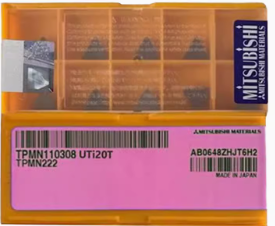 MITSUBISHI
MITSUBISHI MATERIALS
MITSUBISHI MATERIALS
TPMN110308 UTi20T
TPMN222
AB0648ZHJT6H2
MADE IN JAPAN